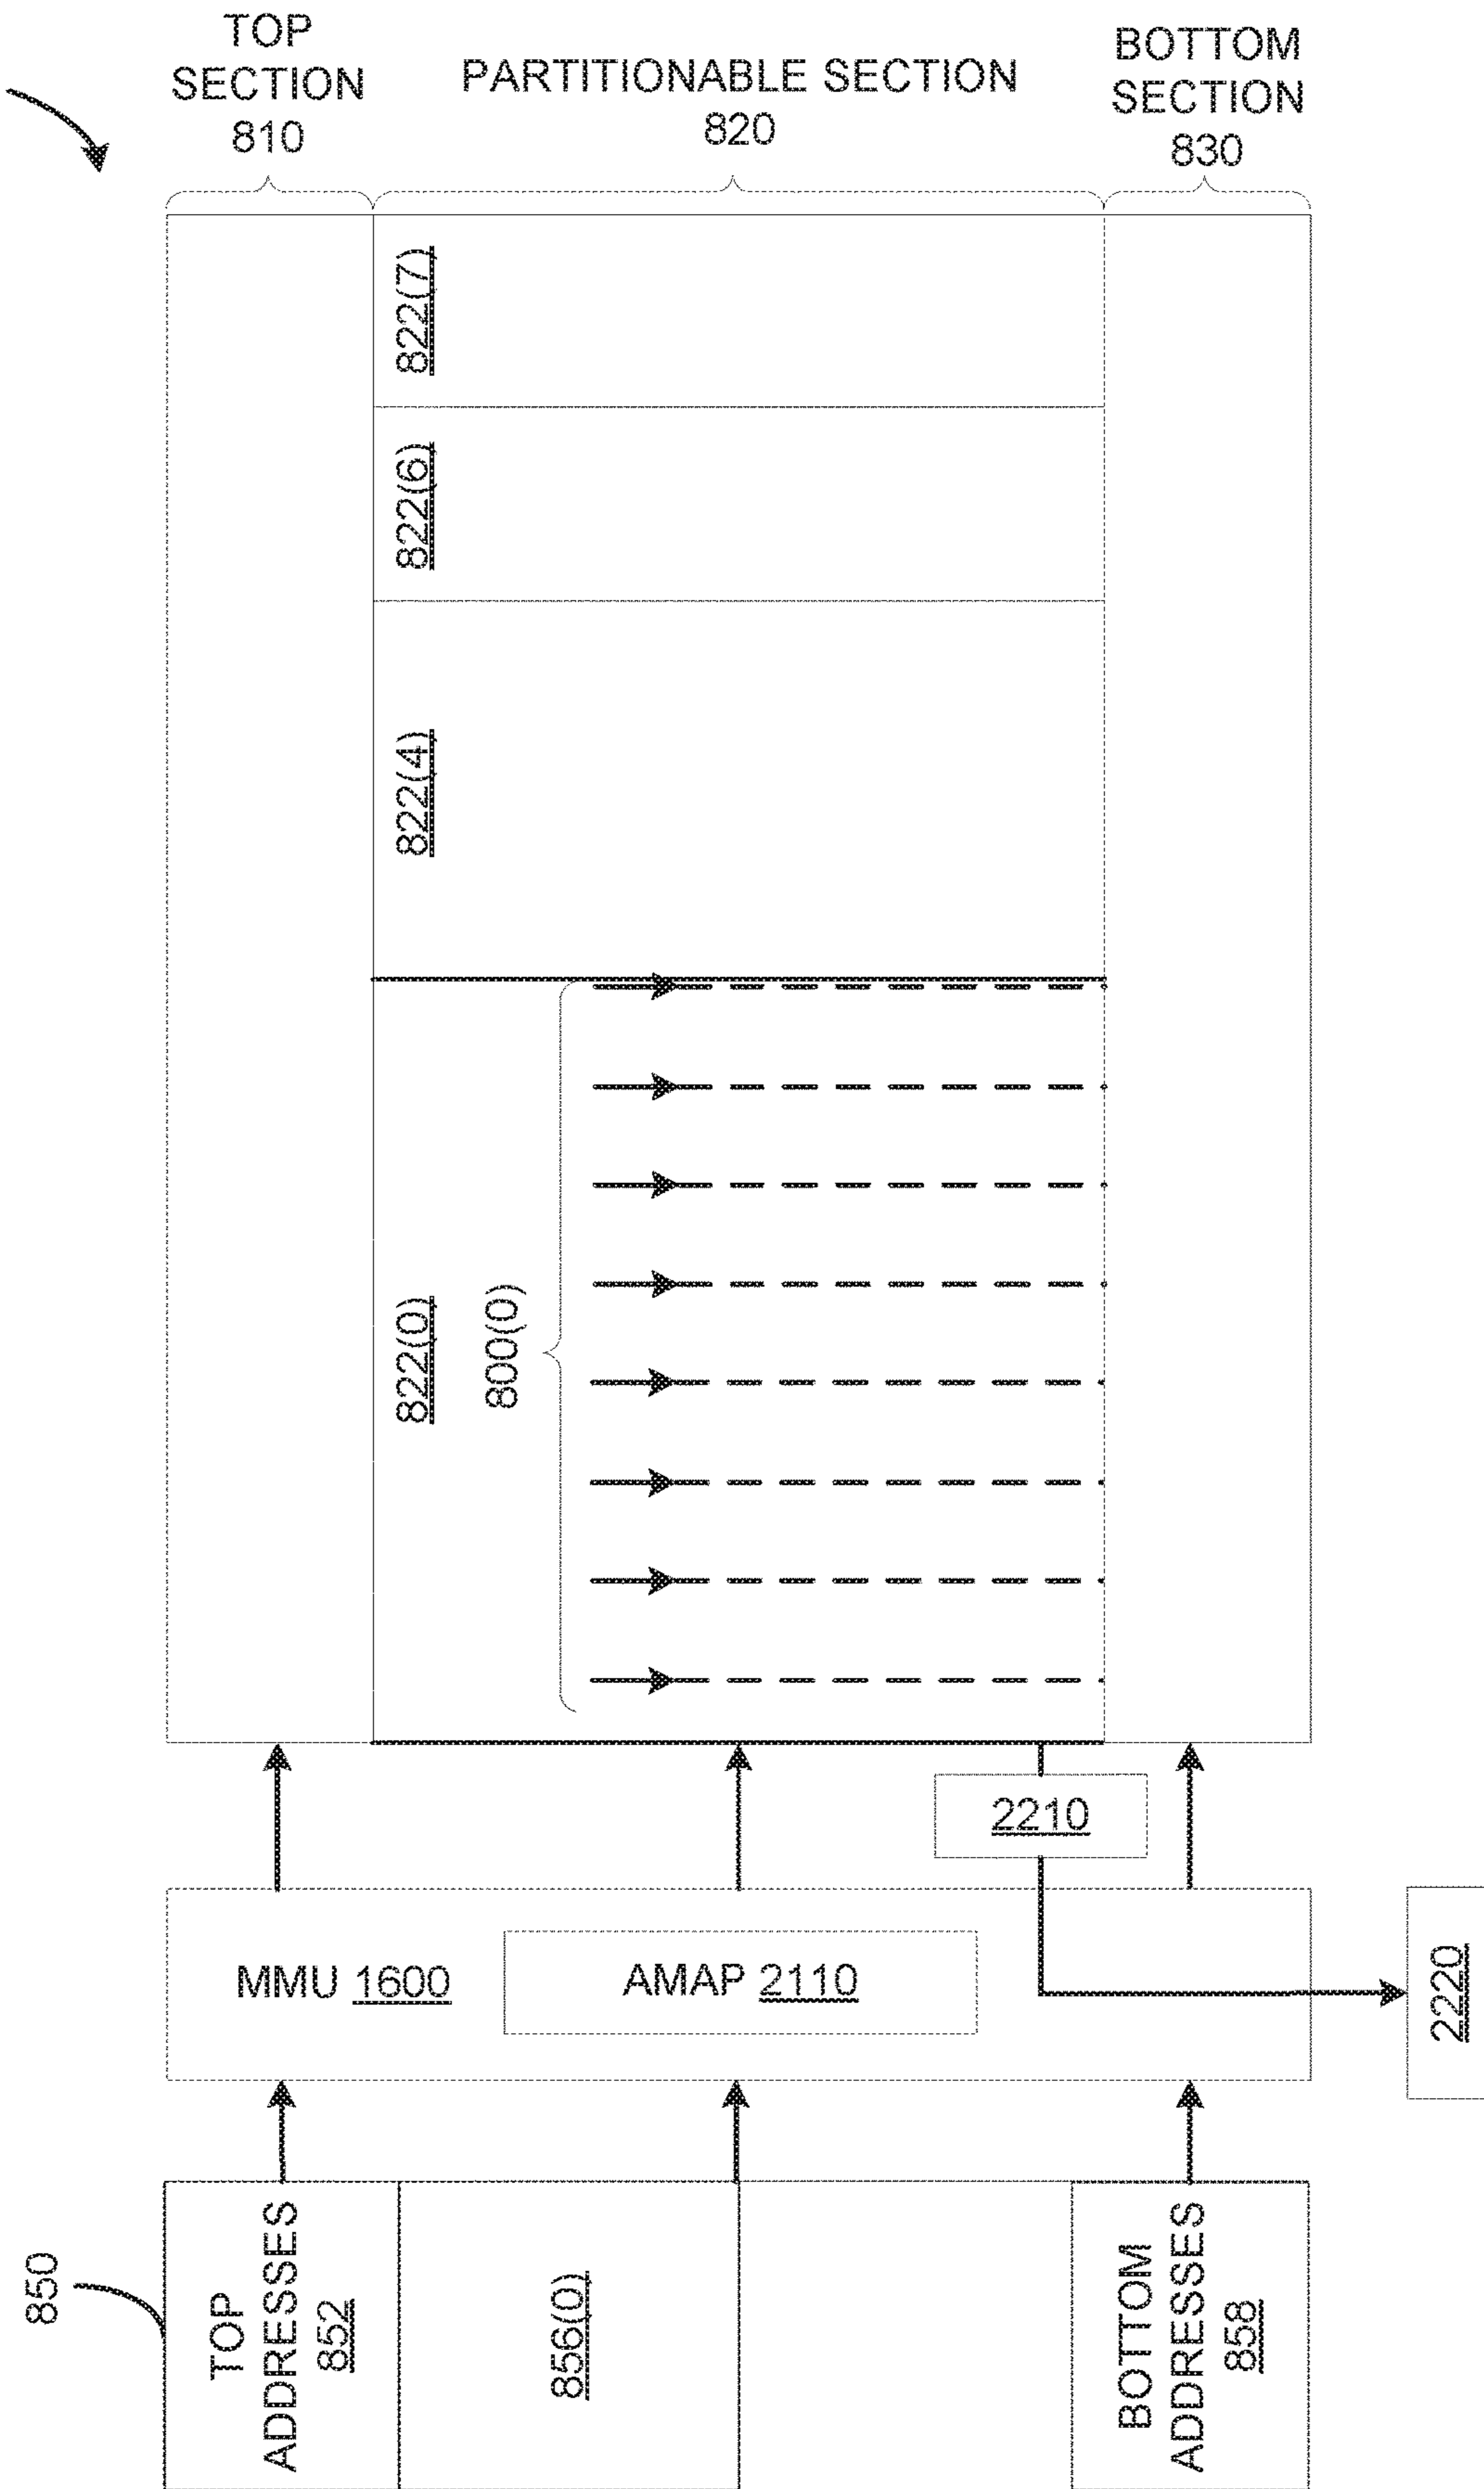 TOP
SECTION
810
PARTITIONABLE SECTION
820
BOTTOM
SECTION
830
822(7)
822(6)
822(4)
822(0)
800(0)
2210
MMU 1600
AMAP 2110
2220
850
TOP
ADDRESSES
852
856(0)
BOTTOM
ADDRESSES
858